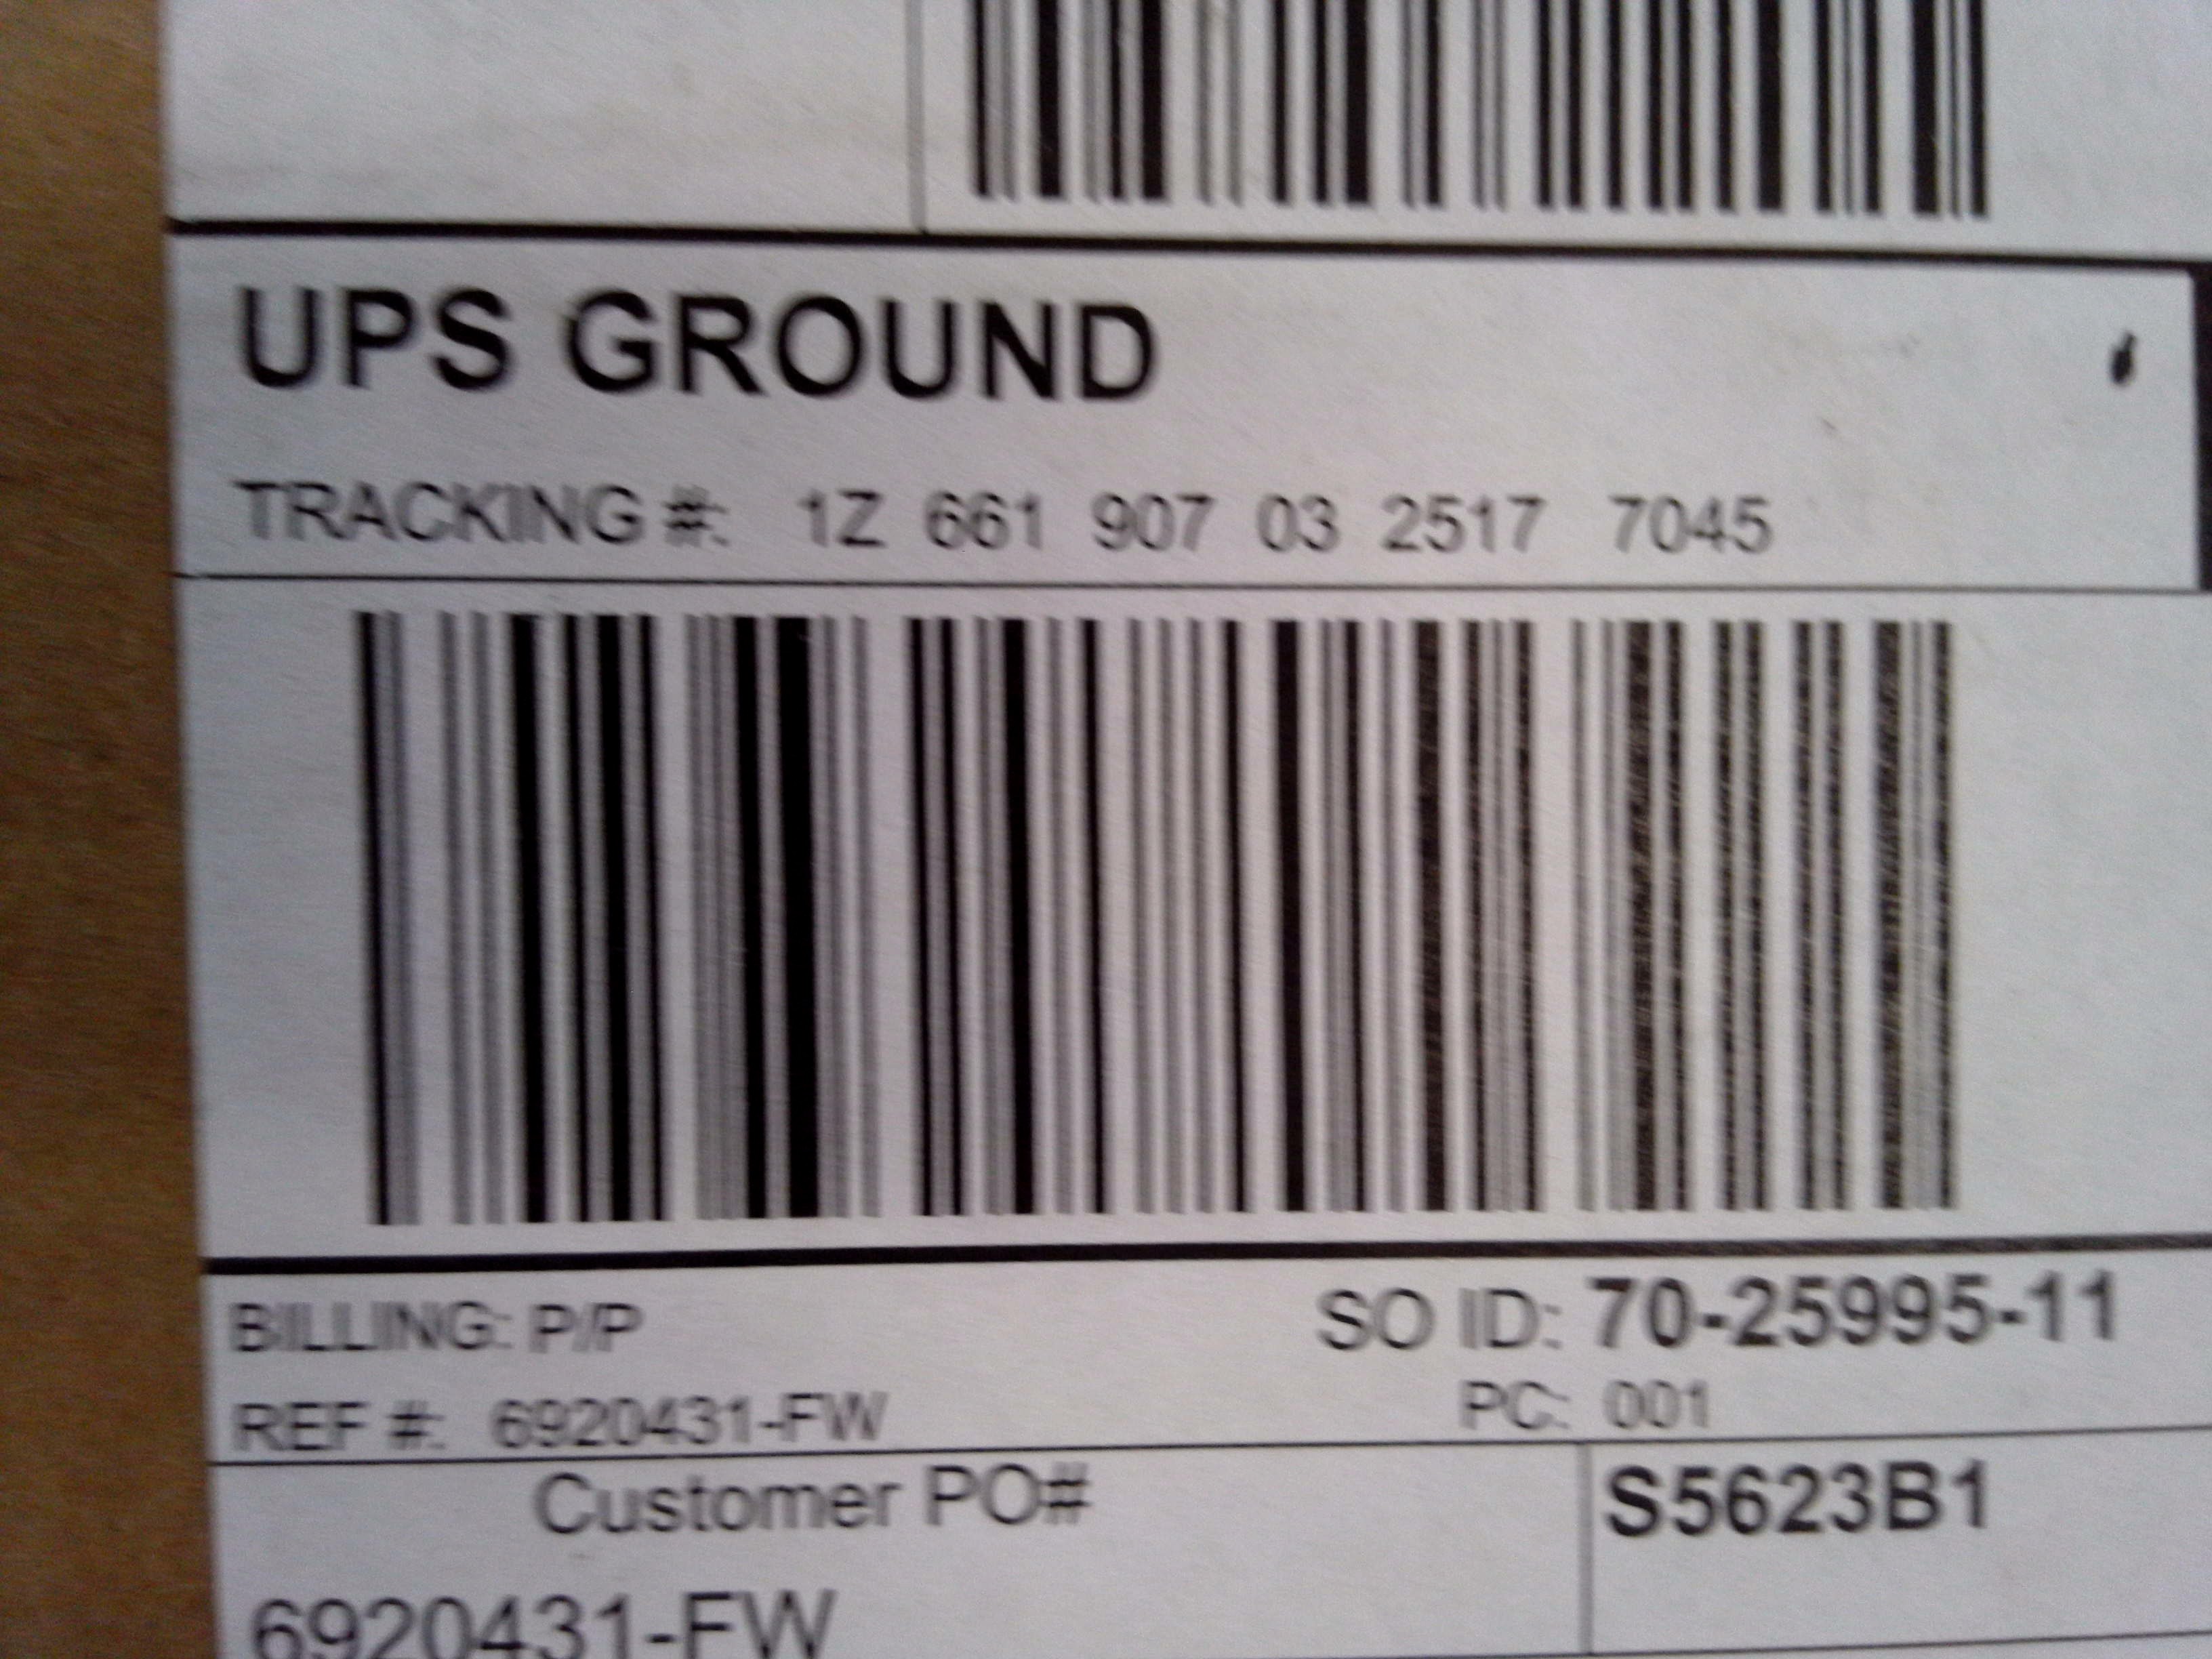 UPS GROUND
TRACKING #: 1Z 661 907 03 2517 7045
BILLING: P/P
SO ID: 70-25995-11
REF #: 6920431-FW
PC: 001
Customer PO#
S5623B1
6920431-FW